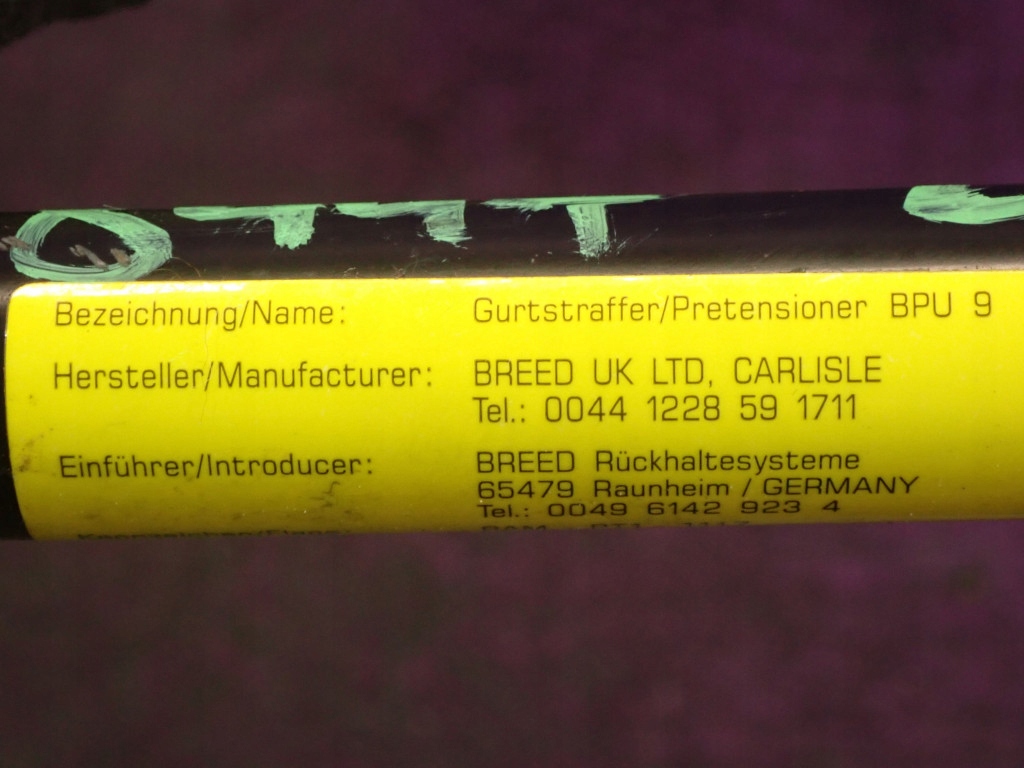 Bezeichnung/Name: Gurtstraffer/Pretensioner BPU 9
Hersteller/Manufacturer: BREED UK LTD, CARLISLE
Tel.: 0044 1228 59 1711
Einführer/Introducer: BREED Rückhaltesysteme
65479 Raunheim / GERMANY
Tel.: 0049 6142 923 4